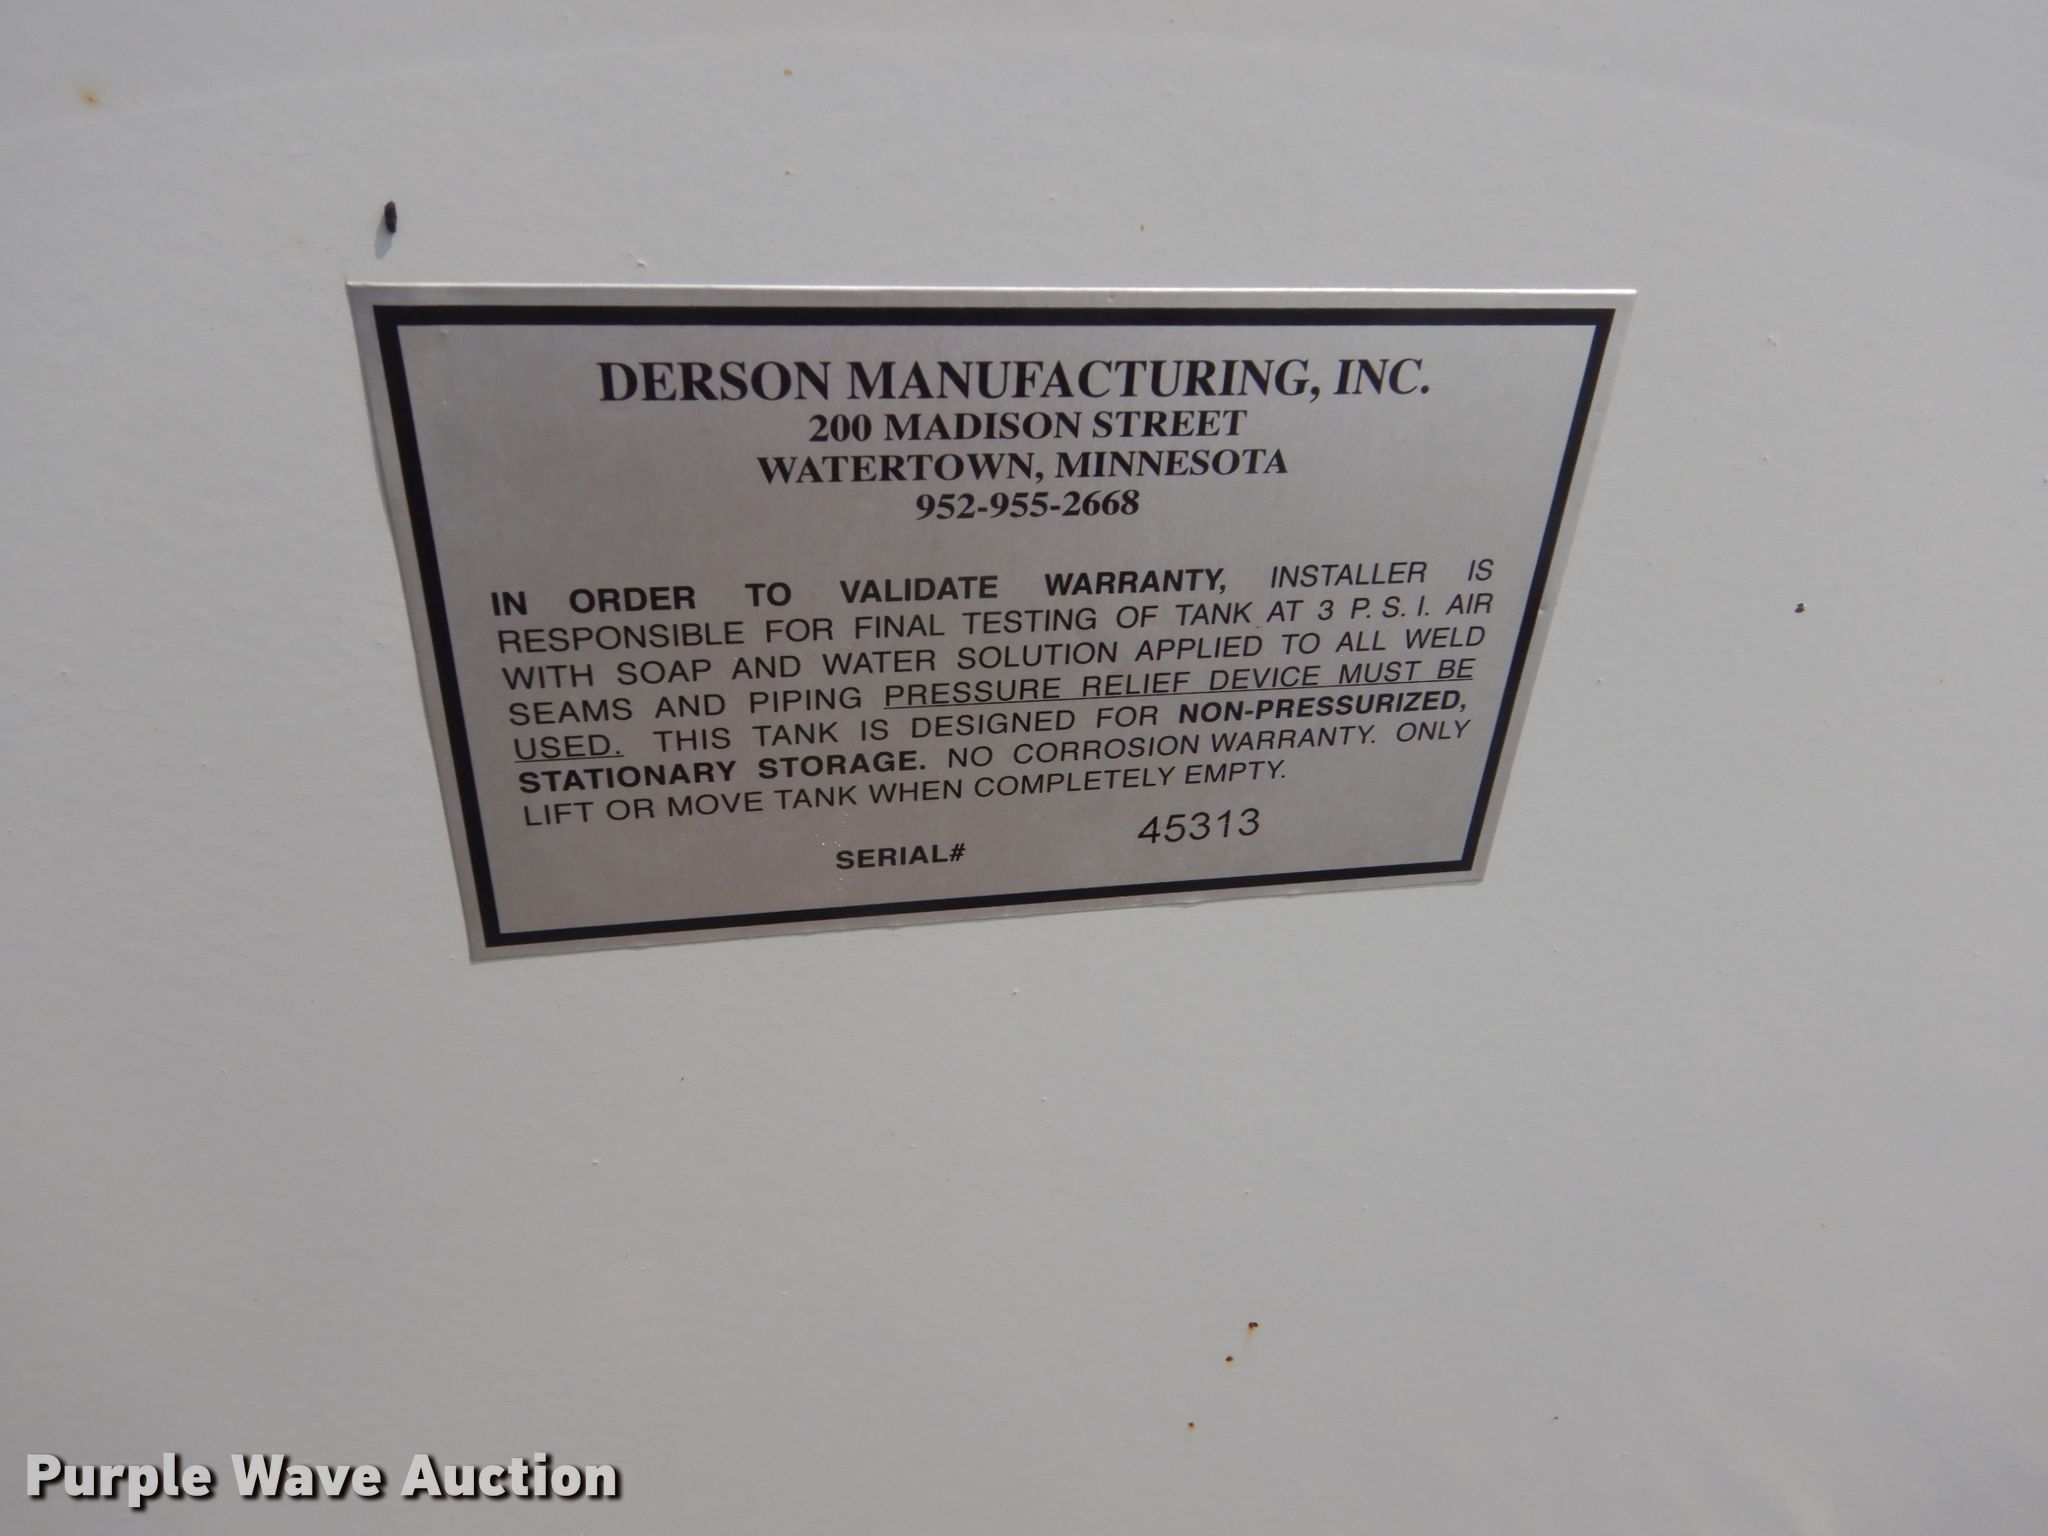 DERSON MANUFACTURING, INC.
200 MADISON STREET
WATERTOWN, MINNESOTA
952-955-2668
IN ORDER TO VALIDATE WARRANTY, INSTALLER IS
RESPONSIBLE FOR FINAL TESTING OF TANK AT 3 P. S. I. AIR
WITH SOAP AND WATER SOLUTION APPLIED TO ALL WELD
SEAMS AND PIPING PRESSURE RELIEF DEVICE MUST BE
USED. THIS TANK IS DESIGNED FOR NON-PRESSURIZED,
STATIONARY STORAGE. NO CORROSION WARRANTY. ONLY
LIFT OR MOVE TANK WHEN COMPLETELY EMPTY.
SERIAL# 45313
Purple Wave Auction